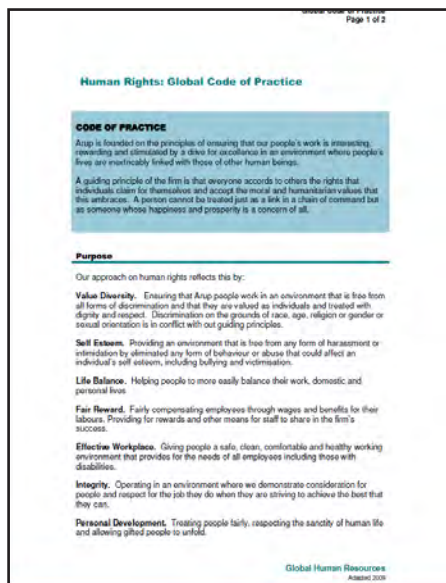 Global Code of Practice
Page 1 of 2
Human Rights: Global Code of Practice
CODE OF PRACTICE
Arup is founded on the principles of ensuring that our people's work is interesting,
rewarding and stimulated by a drive for excellence in an environment where people's
lives are inextricably linked with those of other human beings.
A guiding principle of the firm is that everyone accords to others the rights that
individuals claim for themselves and accept the moral and humanitarian values that
this embraces. A person cannot be treated just as a link in a chain of command but
as someone whose happiness and prosperity is a concern of all.
Purpose
Our approach on human rights reflects this by:
Value Diversity. Ensuring that Arup people work in an environment that is free from
all forms of discrimination and that they are valued as individuals and treated with
dignity and respect. Discrimination on the grounds of race, age, religion or gender or
sexual orientation is in conflict with out guiding principles.
Self Esteem. Providing an environment that is free from any form of harassment or
intimidation by eliminated any form of behaviour or abuse that could affect an
individual's self esteem, including bullying and victimisation.
Life Balance. Helping people to more easily balance their work, domestic and
personal lives
Fair Reward. Fairly compensating employees through wages and benefits for their
labours. Providing for rewards and other means for staff to share in the firm's
success.
Effective Workplace. Giving people a safe, clean, comfortable and healthy working
environment that provides for the needs of all employees including those with
disabilities.
Integrity. Operating in an environment where we demonstrate consideration for
people and respect for the job they do when they are striving to achieve the best that
they can.
Personal Development. Treating people fairly, respecting the sanctity of human life
and allowing gifted people to unfold.
Global Human Resources
Adapted 2009